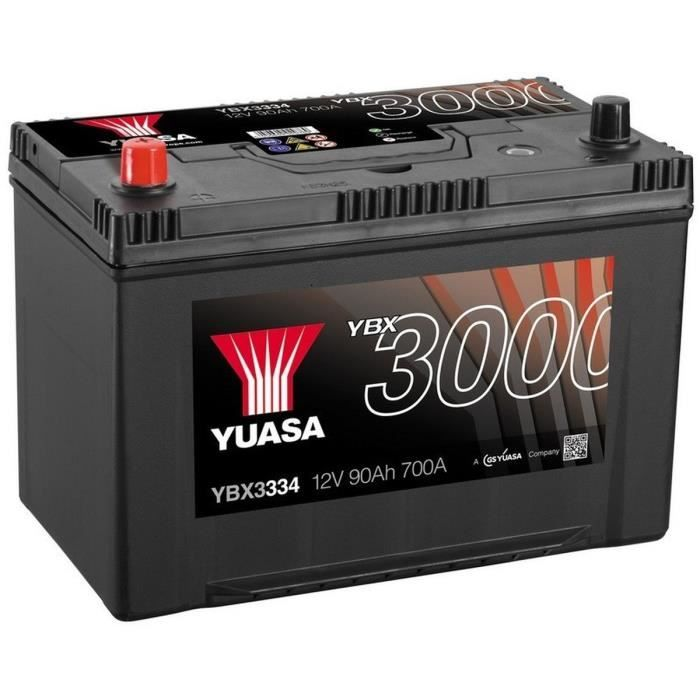 YBX3334
12V 90Ah 700A
YBX
3000
YUASA
YBX
3000
YUASA
YBX3334 12V 90Ah 700A
A GS YUASA Company